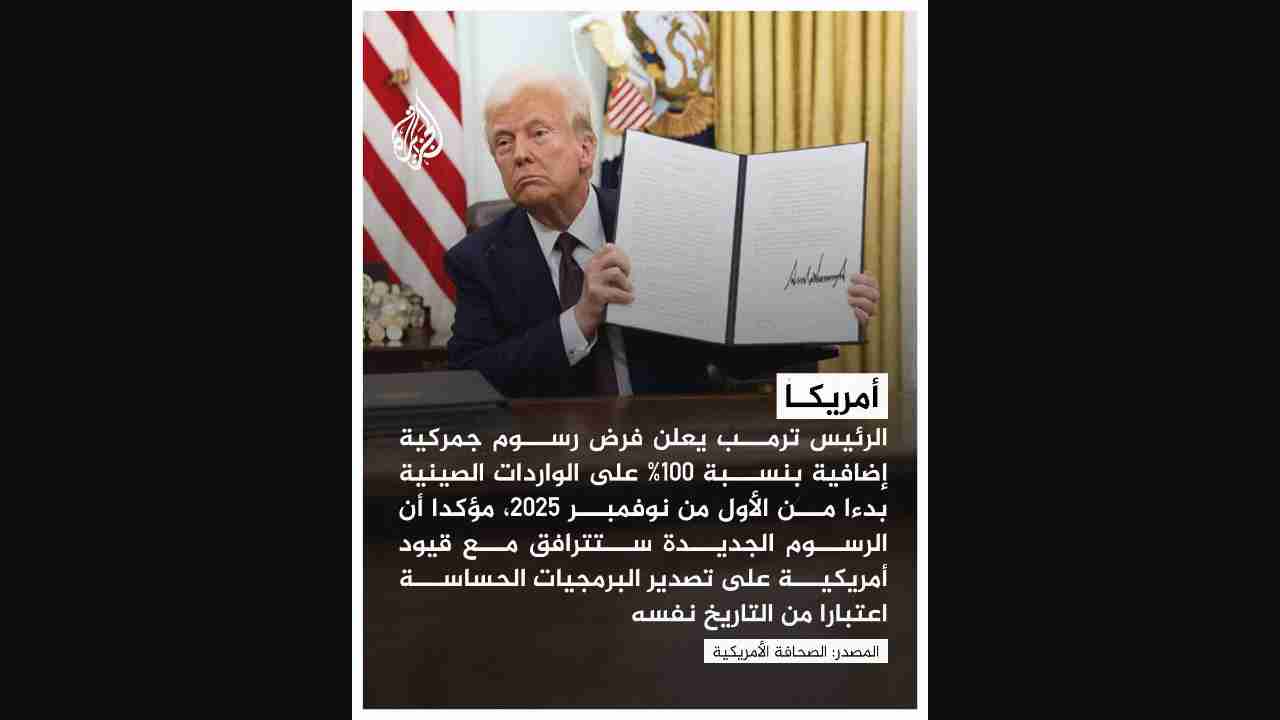 الجزيرة
أمريكا
الرئيس ترمب يعلن فرض رسوم جمركية
إضافية بنسبة 100% على الواردات الصينية
بدءا من الأول من نوفمبر 2025، مؤكدا أن
الرسوم الجديدة ستترافق مع قيود
أمريكية على تصدير البرمجيات الحساسة
اعتبارا من التاريخ نفسه
المصدر: الصحافة الأمريكية